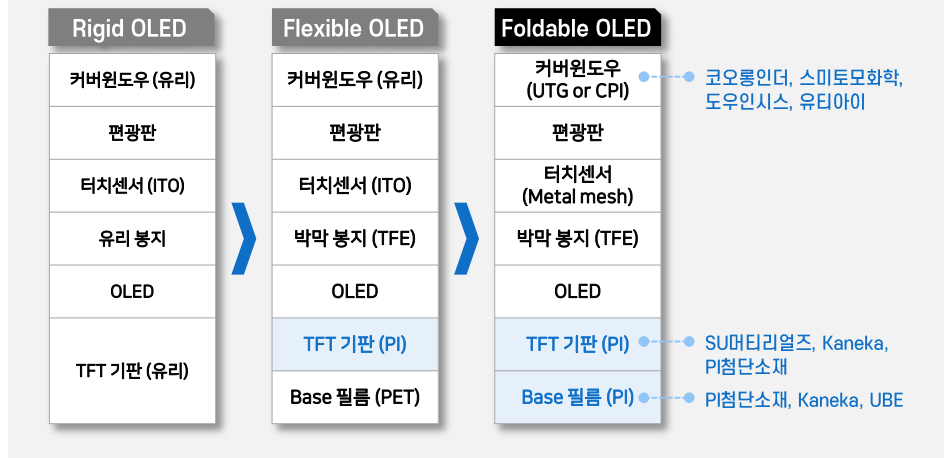 Rigid OLED
커버윈도우 (유리)
편광판
터치센서 (ITO)
유리 봉지
OLED
TFT 기판 (유리)
Flexible OLED
커버윈도우 (유리)
편광판
터치센서 (ITO)
박막 봉지 (TFE)
OLED
TFT 기판 (PI)
Base 필름 (PET)
Foldable OLED
커버윈도우
(UTG or CPI)
편광판
터치센서
(Metal mesh)
박막 봉지 (TFE)
OLED
TFT 기판 (PI)
Base 필름 (PI)
코오롱인더, 스미토모화학,
도우인시스, 유티아이
SU머티리얼즈, Kaneka,
PI첨단소재
PI첨단소재, Kaneka, UBE